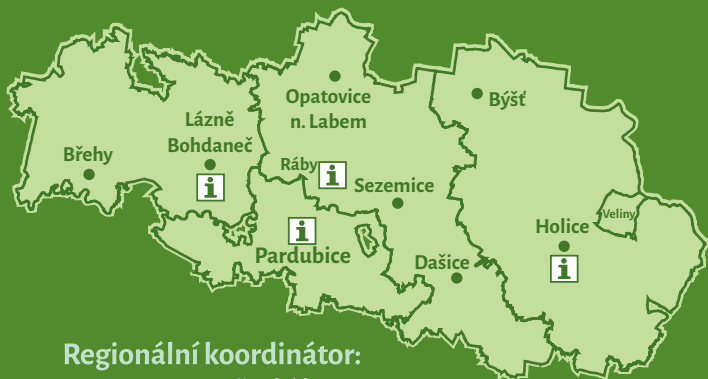 Opatovice
n. Labem
Býšť
Lázně
Bohdaneč
Břehy
Ráby
i
i
Sezemice
Veliny
i
Holice
Pardubice
Dašice
i
Regionální koordinátor: